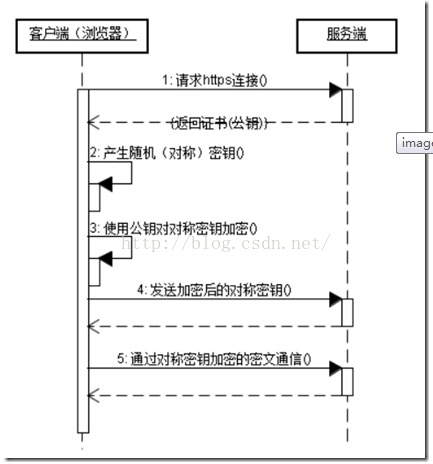 客户端（浏览器）
服务端
1: 请求https连接()
(返回证书(公钥))
2: 产生随机（对称）密钥()
imag
3: 使用公钥对对称密钥加密()
http://blog.csdn.net/
4: 发送加密后的对称密钥()
5: 通过对称密钥加密的密文通信()